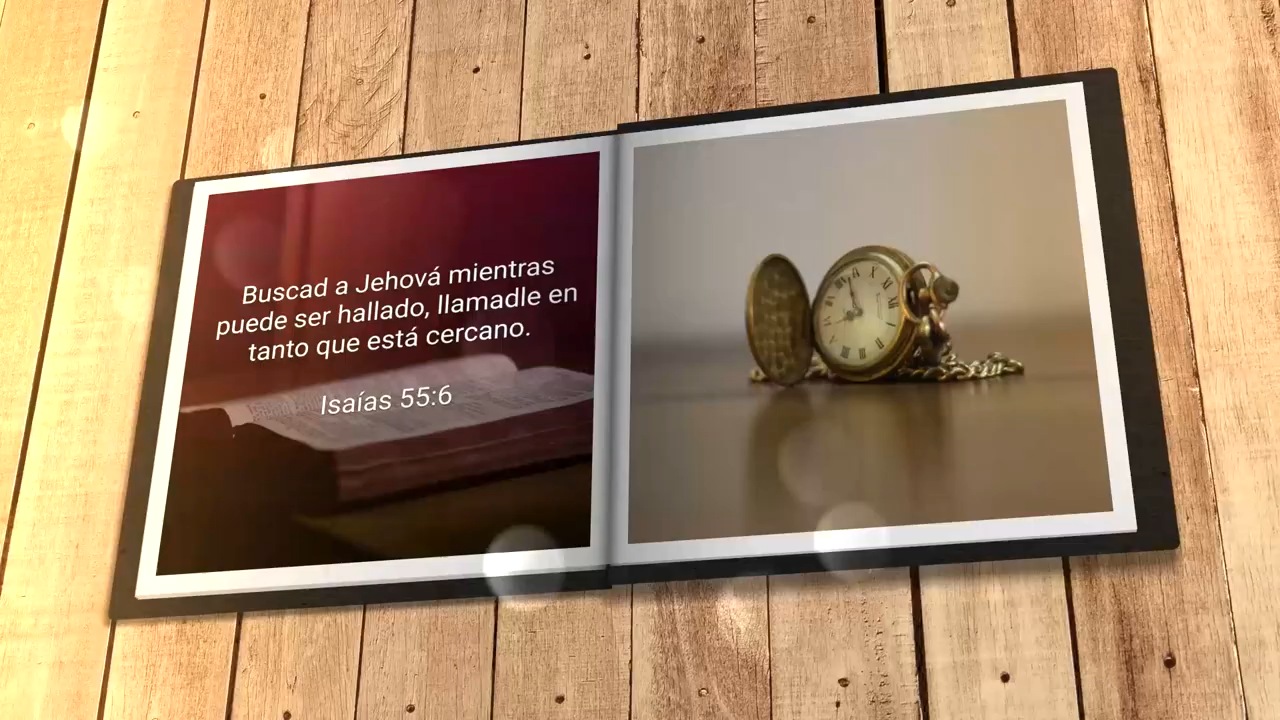 Buscad a Jehová mientras
puede ser hallado, llamadle en
tanto que está cercano.
Isaías 55:6